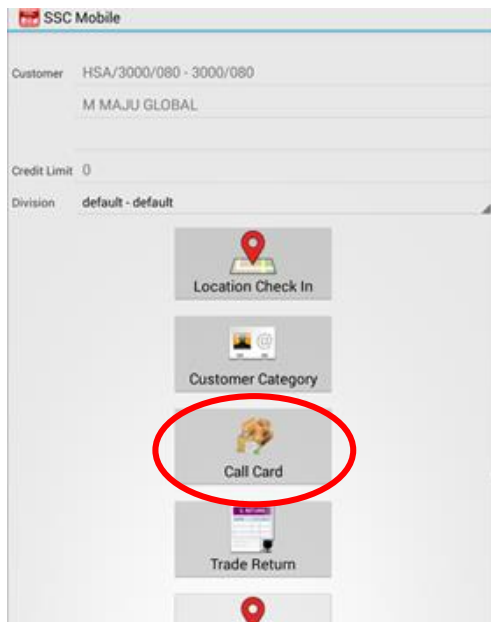 SSC Mobile
Customer HSA/3000/080 - 3000/080
M MAJU GLOBAL
Credit Limit 0
Division default - default
Location Check In
Customer Category
Call Card
Trade Return